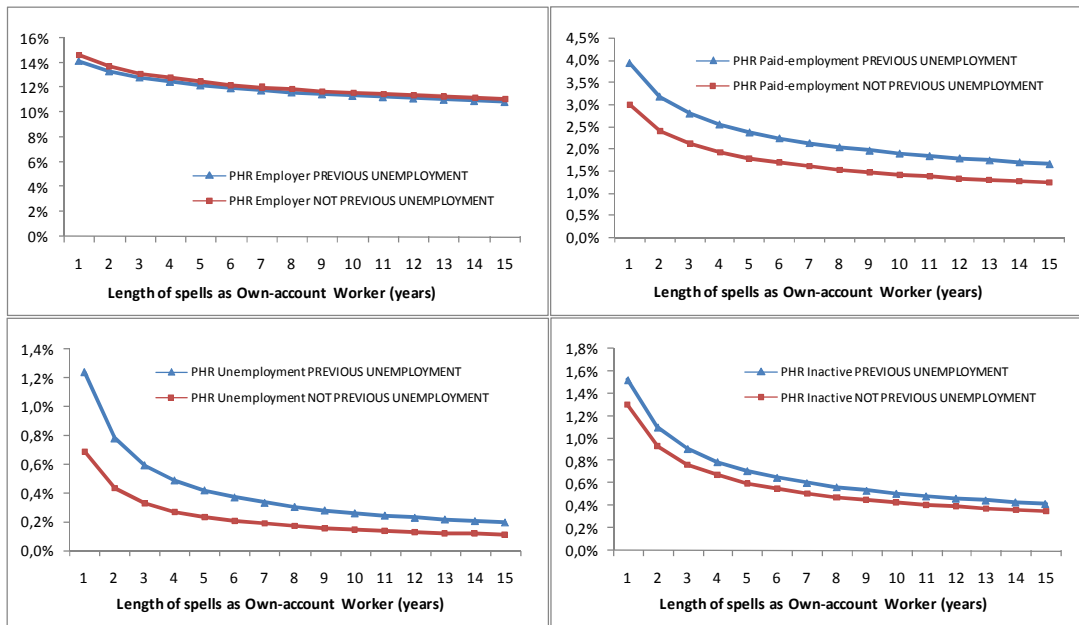 16%
14%
12%
10%
8%
6%
4%
2%
0%
PHR Employer PREVIOUS UNEMPLOYMENT
PHR Employer NOT PREVIOUS UNEMPLOYMENT
1 2 3 4 5 6 7 8 9 10 11 12 13 14 15
Length of spells as Own-account Worker (years)
4,5%
4,0%
3,5%
3,0%
2,5%
2,0%
1,5%
1,0%
0,5%
0,0%
PHR Paid-employment PREVIOUS UNEMPLOYMENT
PHR Paid-employment NOT PREVIOUS UNEMPLOYMENT
1 2 3 4 5 6 7 8 9 10 11 12 13 14 15
Length of spells as Own-account Worker (years)
1,4%
1,2%
1,0%
0,8%
0,6%
0,4%
0,2%
0,0%
PHR Unemployment PREVIOUS UNEMPLOYMENT
PHR Unemployment NOT PREVIOUS UNEMPLOYMENT
1 2 3 4 5 6 7 8 9 10 11 12 13 14 15
Length of spells as Own-account Worker (years)
1,8%
1,6%
1,4%
1,2%
1,0%
0,8%
0,6%
0,4%
0,2%
0,0%
PHR Inactive PREVIOUS UNEMPLOYMENT
PHR Inactive NOT PREVIOUS UNEMPLOYMENT
1 2 3 4 5 6 7 8 9 10 11 12 13 14 15
Length of spells as Own-account Worker (years)